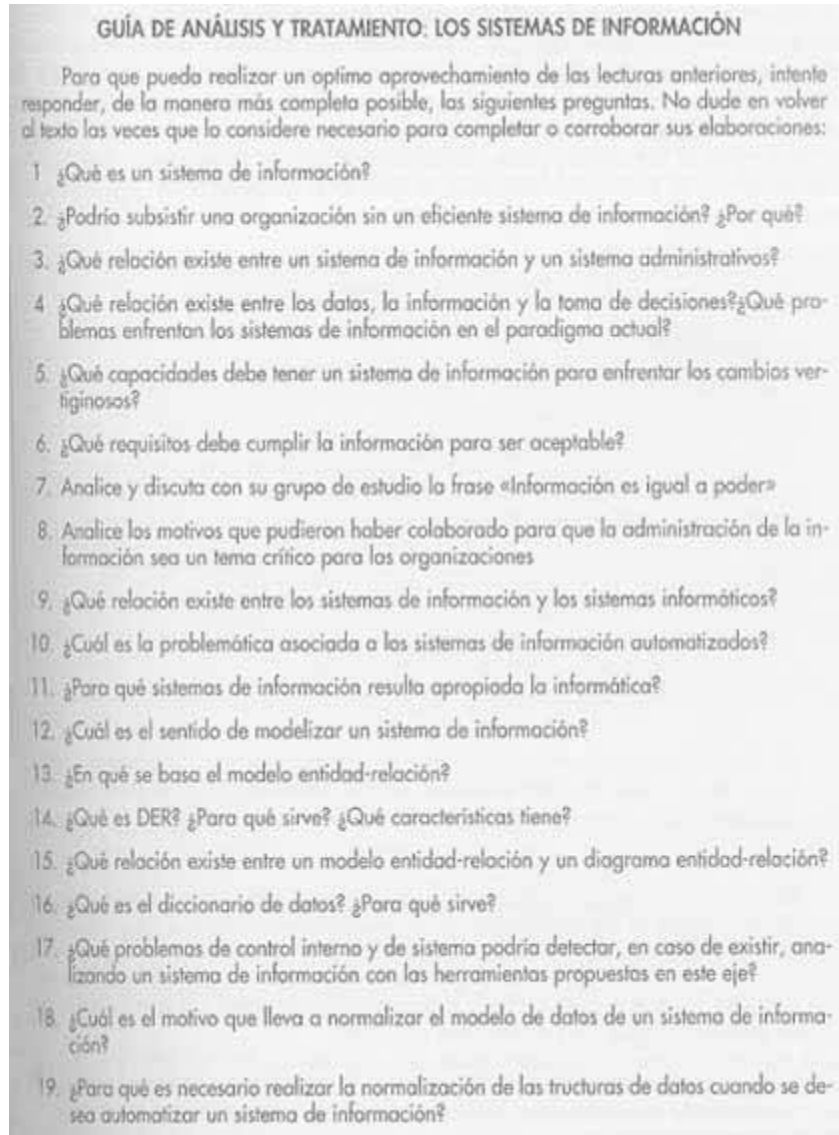 GUÍA DE ANÁLISIS Y TRATAMIENTO: LOS SISTEMAS DE INFORMACIÓN
Para que pueda realizar un optimo aprovechamiento de las lecturas anteriores, intente
responder, de la manera más completa posible, las siguientes preguntas. No dude en volver
al texto las veces que lo considere necesario para completar o corroborar sus elaboraciones:
1 ¿Qué es un sistema de información?
2. ¿Podría subsistir una organización sin un eficiente sistema de información? ¿Por qué?
3. ¿Qué relación existe entre un sistema de información y un sistema administrativos?
4 ¿Qué relación existe entre los datos, la información y la toma de decisiones?¿Qué pro-
blemas enfrentan los sistemas de información en el paradigma actual?
5. ¿Qué capacidades debe tener un sistema de información para enfrentar los cambios ver-
tiginosos?
6. ¿Qué requisitos debe cumplir la información para ser aceptable?
7. Analice y discuta con su grupo de estudio la frase «Información es igual a poder»
8. Analice los motivos que pudieron haber colaborado para que la administración de la in-
formación sea un tema crítico para las organizaciones
9. ¿Qué relación existe entre los sistemas de información y los sistemas informáticos?
10. ¿Cuál es la problemática asociada a los sistemas de información automatizados?
11. ¿Para qué sistemas de información resulta apropiada la informática?
12. ¿Cuál es el sentido de modelizar un sistema de información?
13. ¿En qué se basa el modelo entidad-relación?
14. ¿Qué es DER? ¿Para qué sirve? ¿Qué características tiene?
15. ¿Qué relación existe entre un modelo entidad-relación y un diagrama entidad-relación?
16. ¿Qué es el diccionario de datos? ¿Para qué sirve?
17. ¿Qué problemas de control interno y de sistema podría detectar, en caso de existir, ana-
lizando un sistema de información con las herramientas propuestas en este eje?
18. ¿Cuál es el motivo que lleva a normalizar el modelo de datos de un sistema de informa-
ción?
19. ¿Para qué es necesario realizar la normalización de las tructuras de datos cuando se de-
sea automatizar un sistema de información?